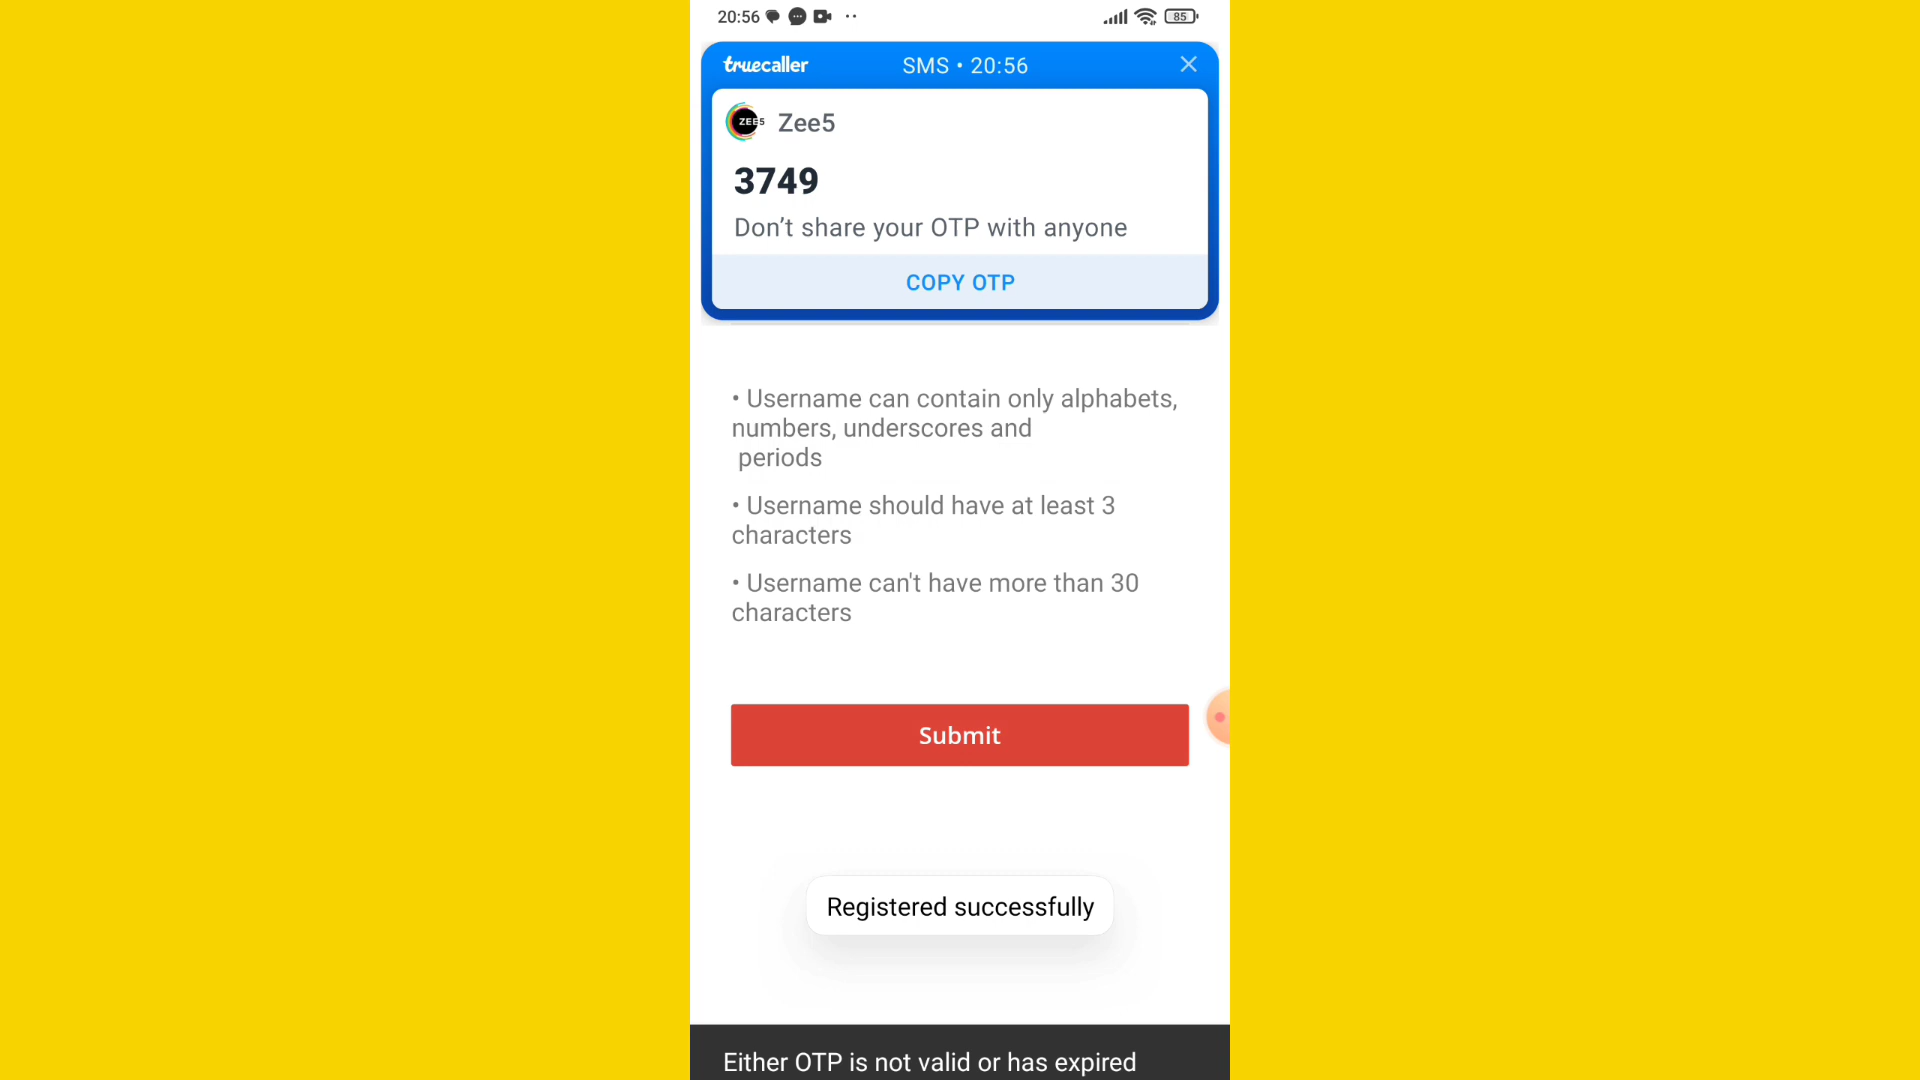 20:56
85
truecaller
SMS • 20:56
ZEE5
Zee5
3749
Don’t share your OTP with anyone
COPY OTP
• Username can contain only alphabets,
numbers, underscores and
periods
• Username should have at least 3
characters
• Username can't have more than 30
characters
Submit
Registered successfully
Either OTP is not valid or has expired